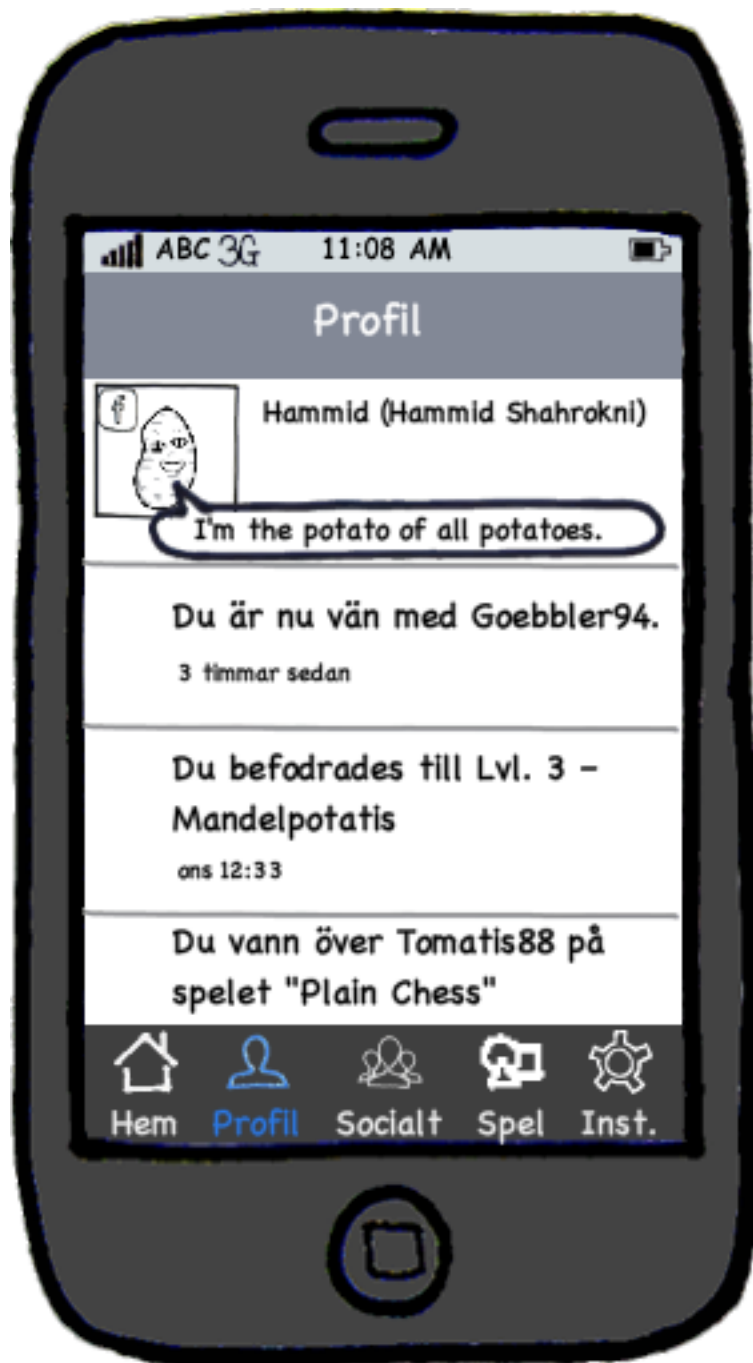 ABC 3G 11:08 AM
Profil
f
Hammid (Hammid Shahrokni)
I'm the potato of all potatoes.
Du är nu vän med Goebbler94.
3 timmar sedan
Du befodrades till Lvl. 3 –
Mandelpotatis
ons 12:33
Du vann över Tomatis88 på
spelet "Plain Chess"
Hem Profil Socialt Spel Inst.